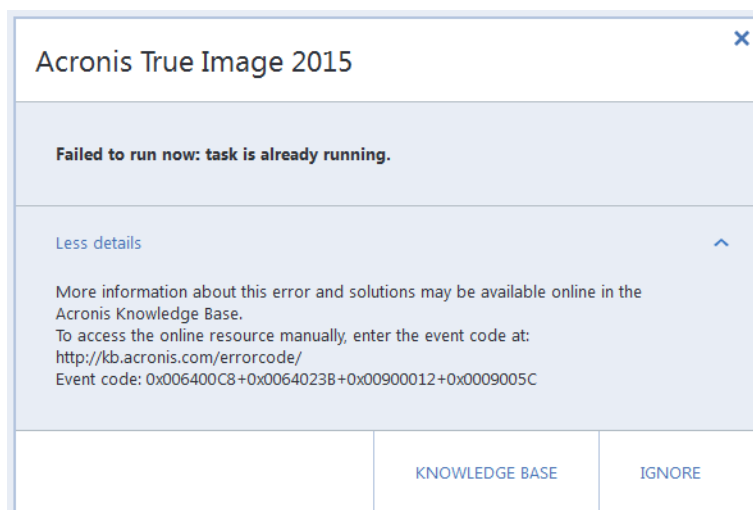 Acronis True Image 2015
Failed to run now: task is already running.
Less details
More information about this error and solutions may be available online in the
Acronis Knowledge Base.
To access the online resource manually, enter the event code at:
http://kb.acronis.com/errorcode/
Event code: 0x006400C8+0x0064023B+0x00900012+0x0009005C
KNOWLEDGE BASE
IGNORE